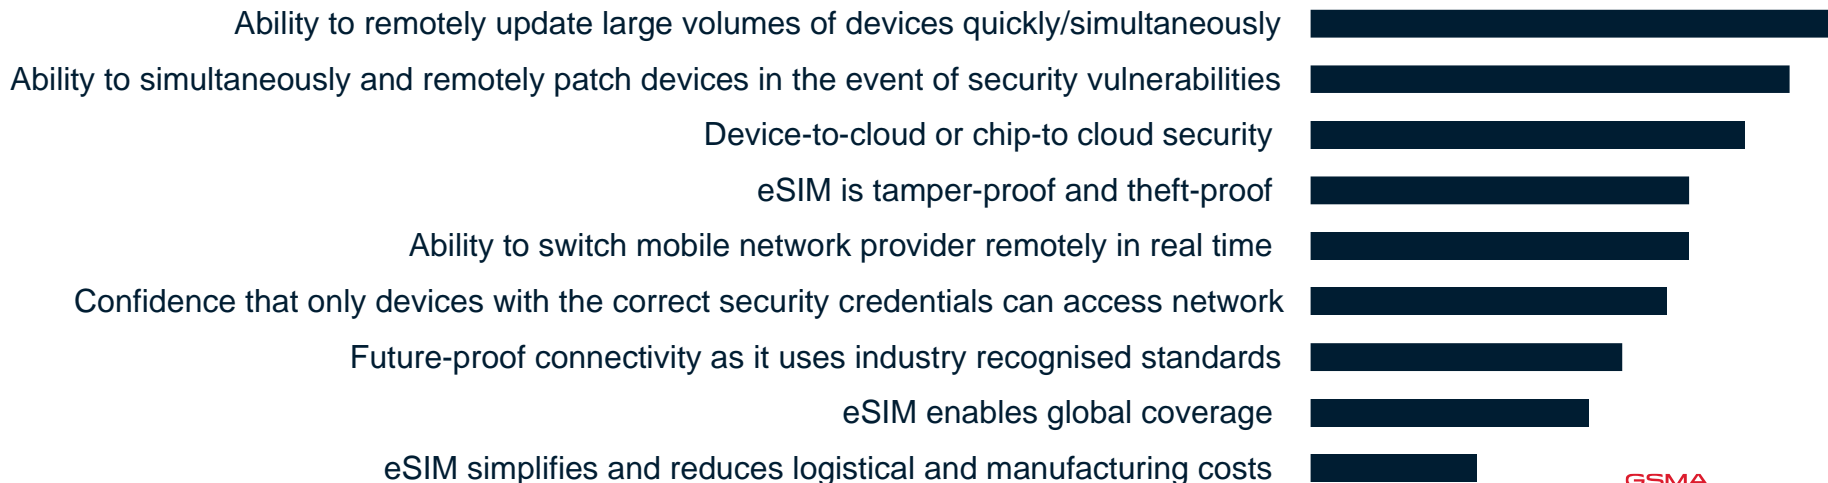 Ability to remotely update large volumes of devices quickly/simultaneously
Ability to simultaneously and remotely patch devices in the event of security vulnerabilities
Device-to-cloud or chip-to cloud security
eSIM is tamper-proof and theft-proof
Ability to switch mobile network provider remotely in real time
Confidence that only devices with the correct security credentials can access network
Future-proof connectivity as it uses industry recognised standards
eSIM enables global coverage
eSIM simplifies and reduces logistical and manufacturing costs
GSMA